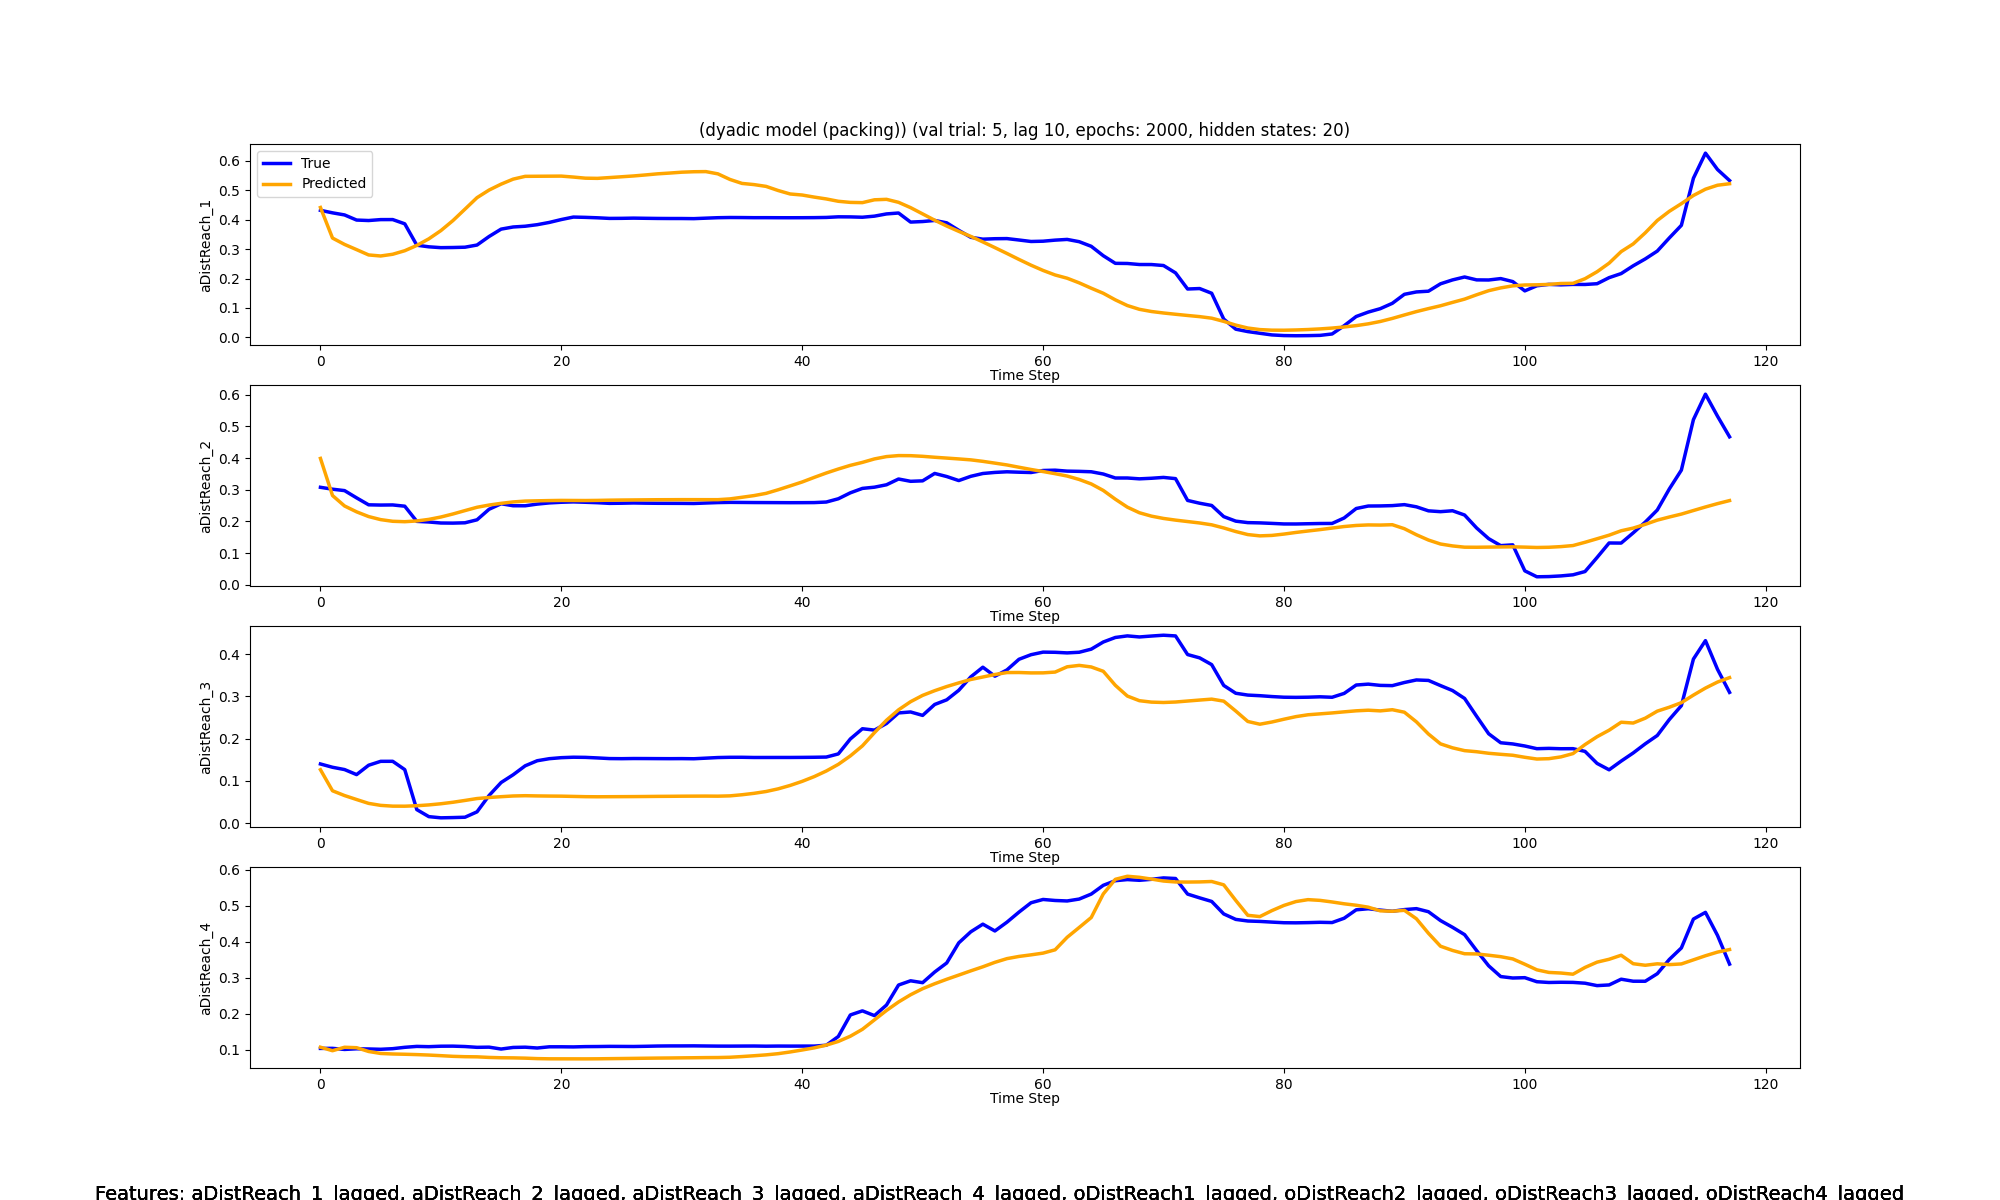 (dyadic model (packing)) (val trial: 5, lag 10, epochs: 2000, hidden states: 20)
True
Predicted
aDistReach_1
0.6
0.5
0.4
0.3
0.2
0.1
0.0
0 20 40 60 80 100 120
Time Step
aDistReach_2
0.6
0.5
0.4
0.3
0.2
0.1
0.0
0 20 40 60 80 100 120
Time Step
aDistReach_3
0.4
0.3
0.2
0.1
0.0
0 20 40 60 80 100 120
Time Step
aDistReach_4
0.6
0.5
0.4
0.3
0.2
0.1
0 20 40 60 80 100 120
Time Step
Features: aDistReach_1_lagged, aDistReach_2_lagged, aDistReach_3_lagged, aDistReach_4_lagged, oDistReach1_lagged, oDistReach2_lagged, oDistReach3_lagged, oDistReach4_lagged